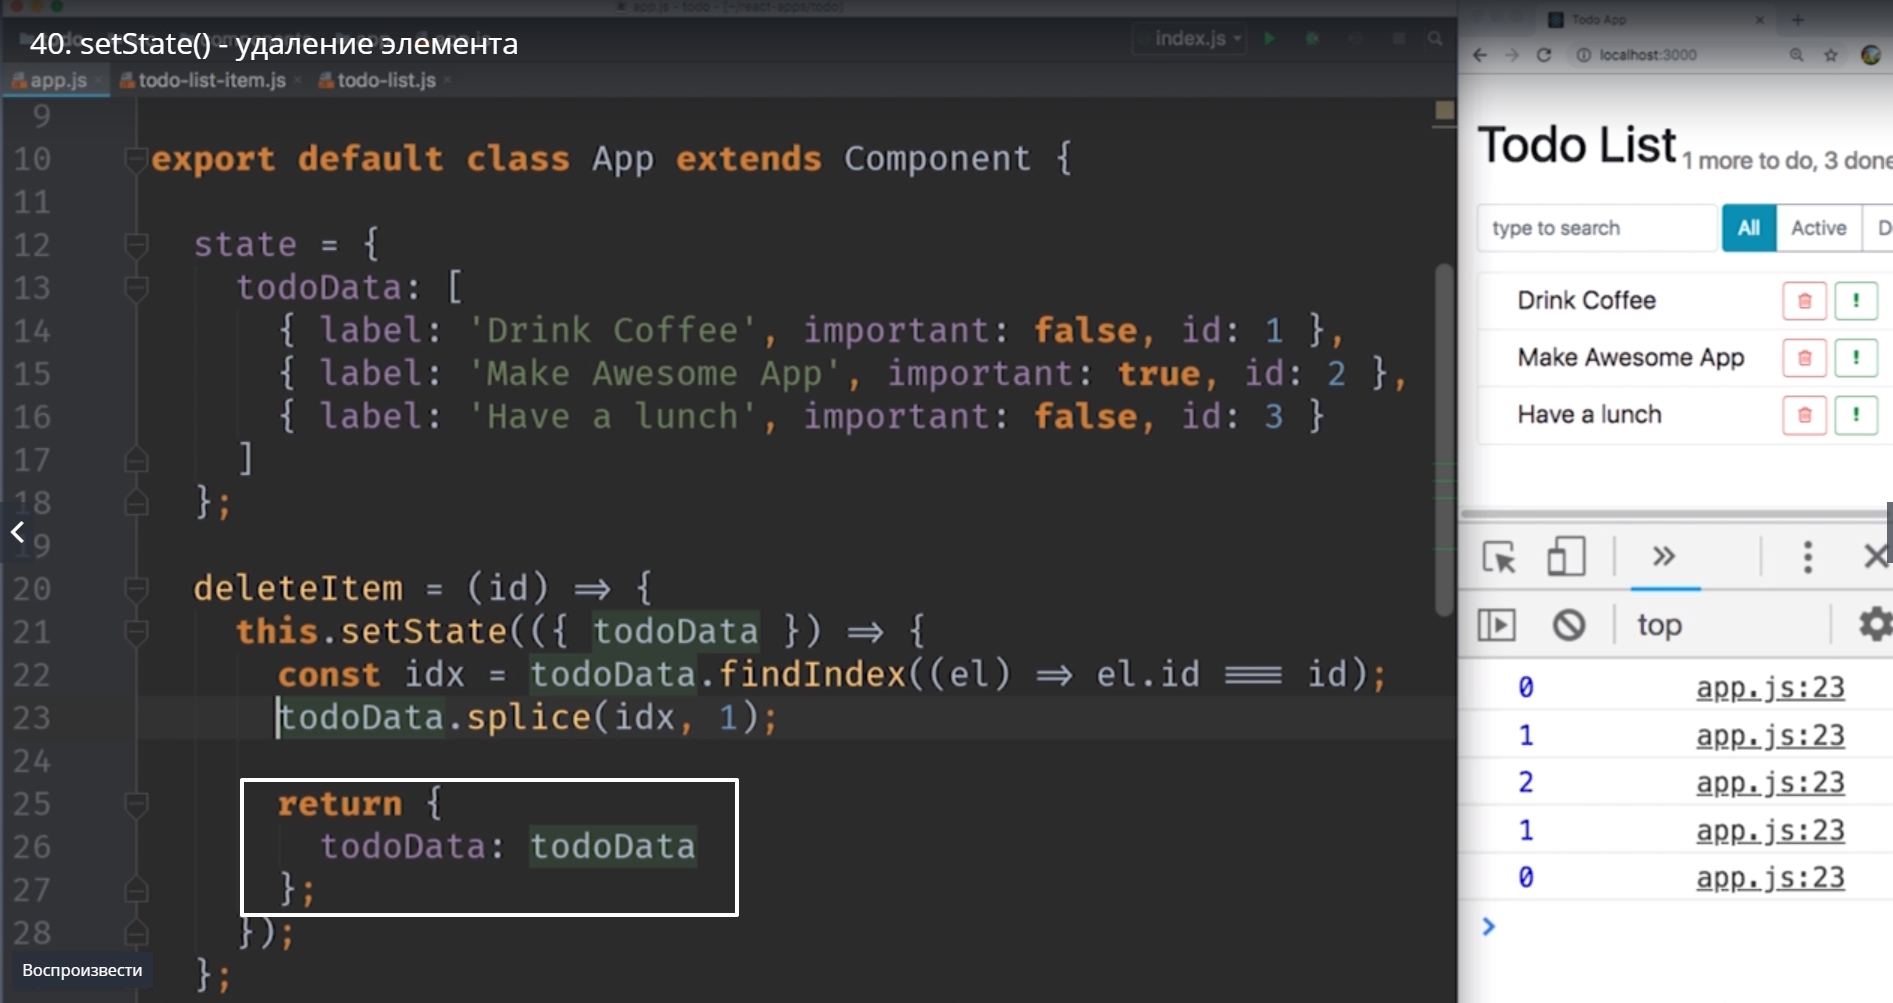 app.js - todo - [~/react-apps/todo]
40. setState() - удаление элемента
index.js
app.js
todo-list-item.js
todo-list.js
9
10 export default class App extends Component {
11
12 state = {
13 todoData: [
14 { label: 'Drink Coffee', important: false, id: 1 },
15 { label: 'Make Awesome App', important: true, id: 2 },
16 { label: 'Have a lunch', important: false, id: 3 }
17 ]
18 };
19
20 deleteItem = (id) => {
21 this.setState(({ todoData }) => {
22 const idx = todoData.findIndex((el) => el.id === id);
23 todoData.splice(idx, 1);
24
25 return {
26 todoData: todoData
27 };
28 });
};
Воспроизвести
Todo App
localhost:3000
Todo List 1 more to do, 3 done
type to search
All
Active
D
Drink Coffee
!
Make Awesome App
!
Have a lunch
!
top
0 app.js:23
1 app.js:23
2 app.js:23
1 app.js:23
0 app.js:23